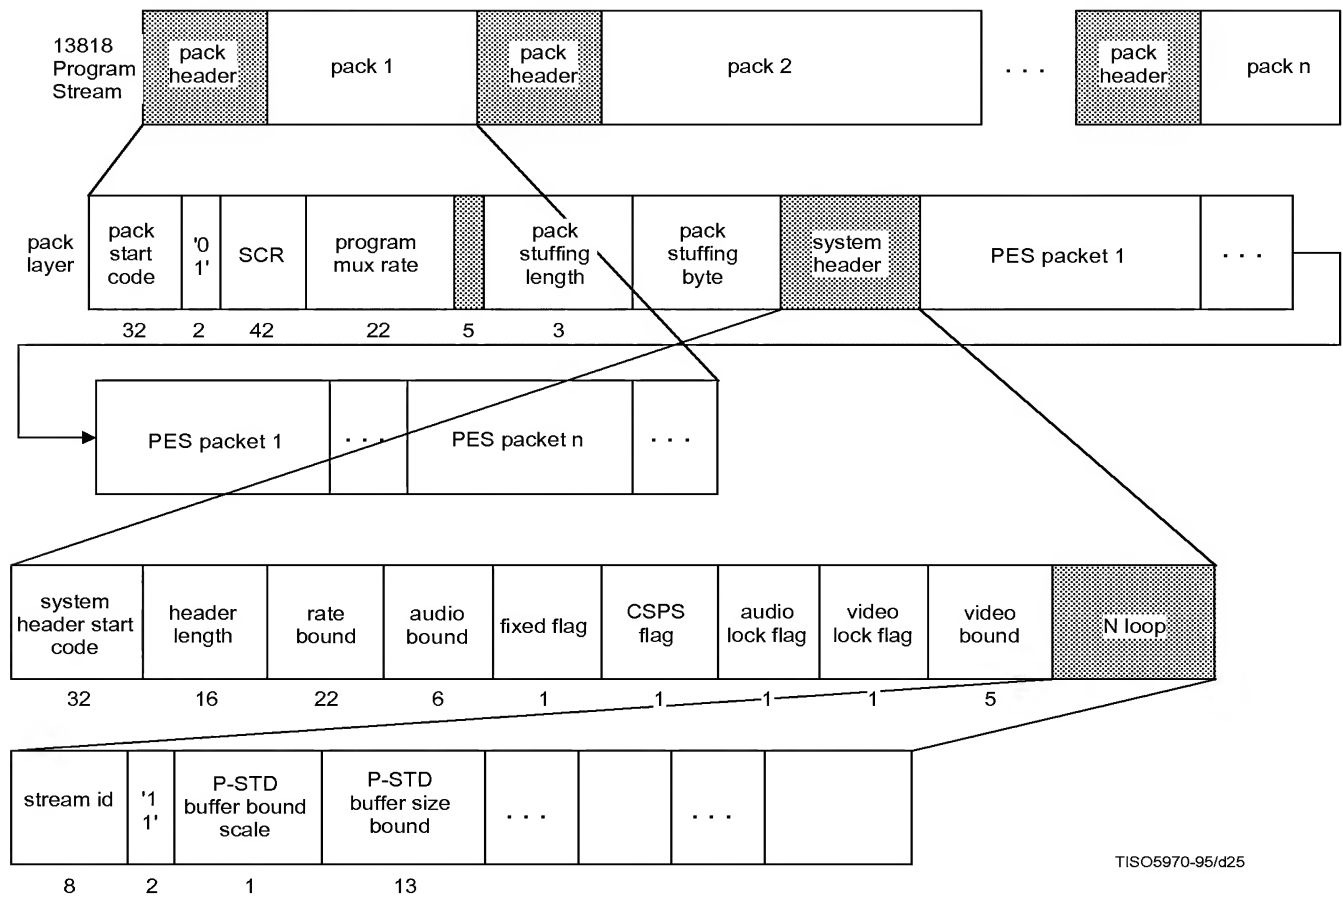 13818
Program
Stream
pack
header
pack 1
pack
header
pack 2
. . .
pack
header
pack n
pack
layer
pack
start
code
'0
1'
SCR
program
mux rate
pack
stuffing
length
pack
stuffing
byte
system
header
PES packet 1
. . .
32
2
42
22
5
3
PES packet 1
. . .
PES packet n
. . .
system
header start
code
header
length
rate
bound
audio
bound
fixed flag
CSPS
flag
audio
lock flag
video
lock flag
video
bound
N loop
32
16
22
6
1
1
1
1
5
stream id
'1
1'
P-STD
buffer bound
scale
P-STD
buffer size
bound
. . .
. . .
8
2
1
13
TISO5970-95/d25